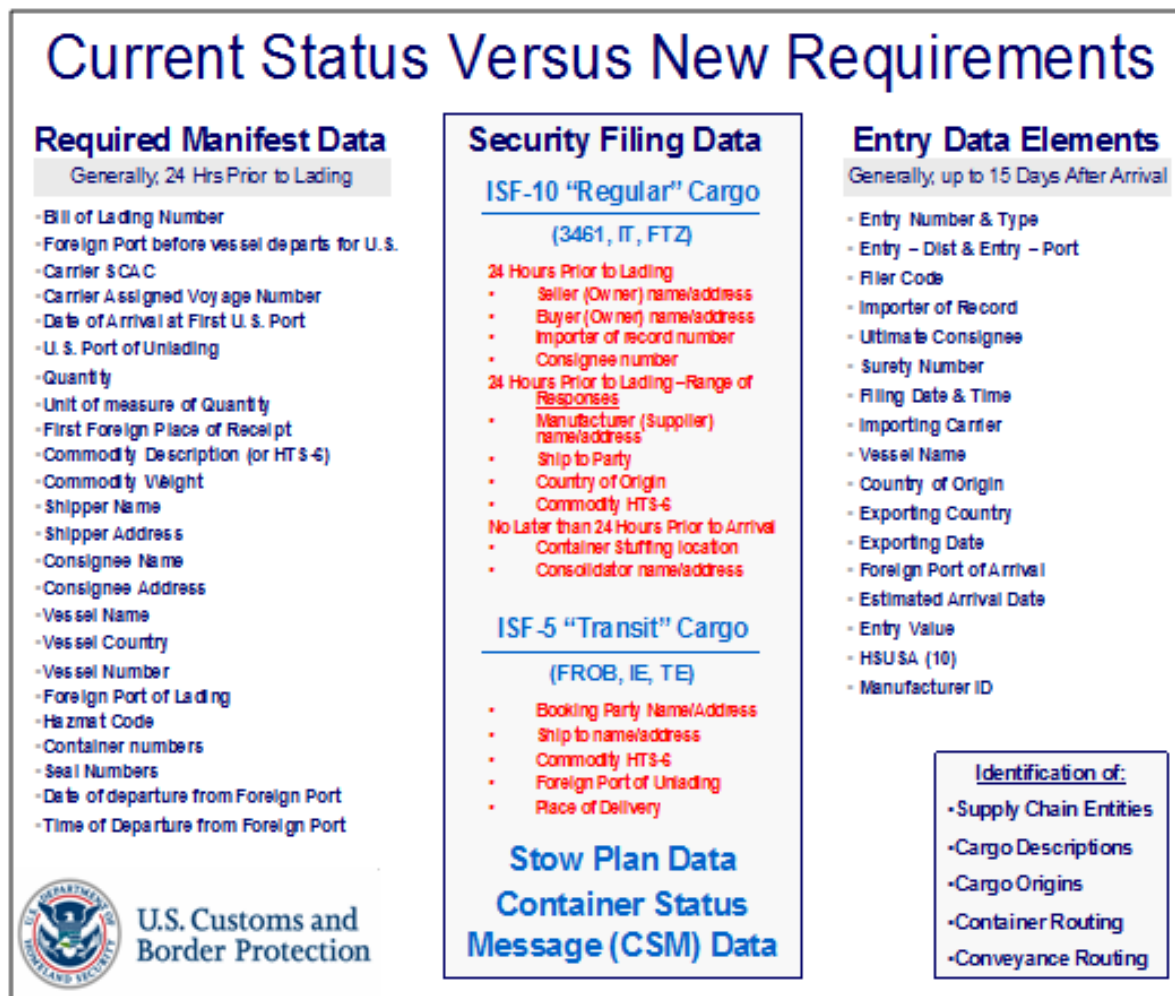 Current Status Versus New Requirements
Required Manifest Data
Generally, 24 Hrs Prior to Lading
Bill of Lading Number
Foreign Port before vessel departs for U.S.
Carrier SCAC
Carrier Assigned Voyage Number
Date of Arrival at First U.S. Port
U.S. Port of Unlading
Quantity
Unit of measure of Quantity
First Foreign Place of Receipt
Commodity Description (or HTS-6)
Commodity Weight
Shipper Name
Shipper Address
Consignee Name
Consignee Address
Vessel Name
Vessel Country
Vessel Number
Foreign Port of Lading
Hazmat Code
Container numbers
Seal Numbers
Date of departure from Foreign Port
Time of Departure from Foreign Port
U.S. Customs and
Border Protection
U.S. DEPARTMENT OF
HOMELAND SECURITY
Security Filing Data
ISF-10 “Regular” Cargo
(3461, IT, FTZ)
24 Hours Prior to Lading
• Seller (Owner) name/address
• Buyer (Owner) name/address
• Importer of record number
• Consignee number
24 Hours Prior to Lading –Range of
Responses
• Manufacturer (Supplier)
name/address
• Ship to Party
• Country of Origin
• Commodity HTS-6
No Later than 24 Hours Prior to Arrival
• Container Stuffing location
• Consolidator name/address
ISF-5 “Transit” Cargo
(FROB, IE, TE)
• Booking Party Name/Address
• Ship to name/address
• Commodity HTS-6
• Foreign Port of Unlading
• Place of Delivery
Stow Plan Data
Container Status
Message (CSM) Data
Entry Data Elements
Generally, up to 15 Days After Arrival
Entry Number & Type
Entry – Dist & Entry – Port
Filer Code
Importer of Record
Ultimate Consignee
Surety Number
Filing Date & Time
Importing Carrier
Vessel Name
Country of Origin
Exporting Country
Exporting Date
Foreign Port of Arrival
Estimated Arrival Date
Entry Value
HSUSA (10)
Manufacturer ID
Identification of:
•Supply Chain Entities
•Cargo Descriptions
•Cargo Origins
•Container Routing
•Conveyance Routing